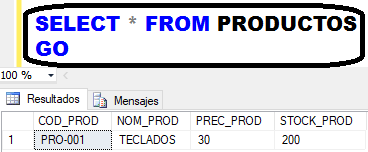 SELECT * FROM PRODUCTOS
GO
100 %
Resultados Mensajes
COD_PROD NOM_PROD PREC_PROD STOCK_PROD
1 PRO-001 TECLADOS 30 200